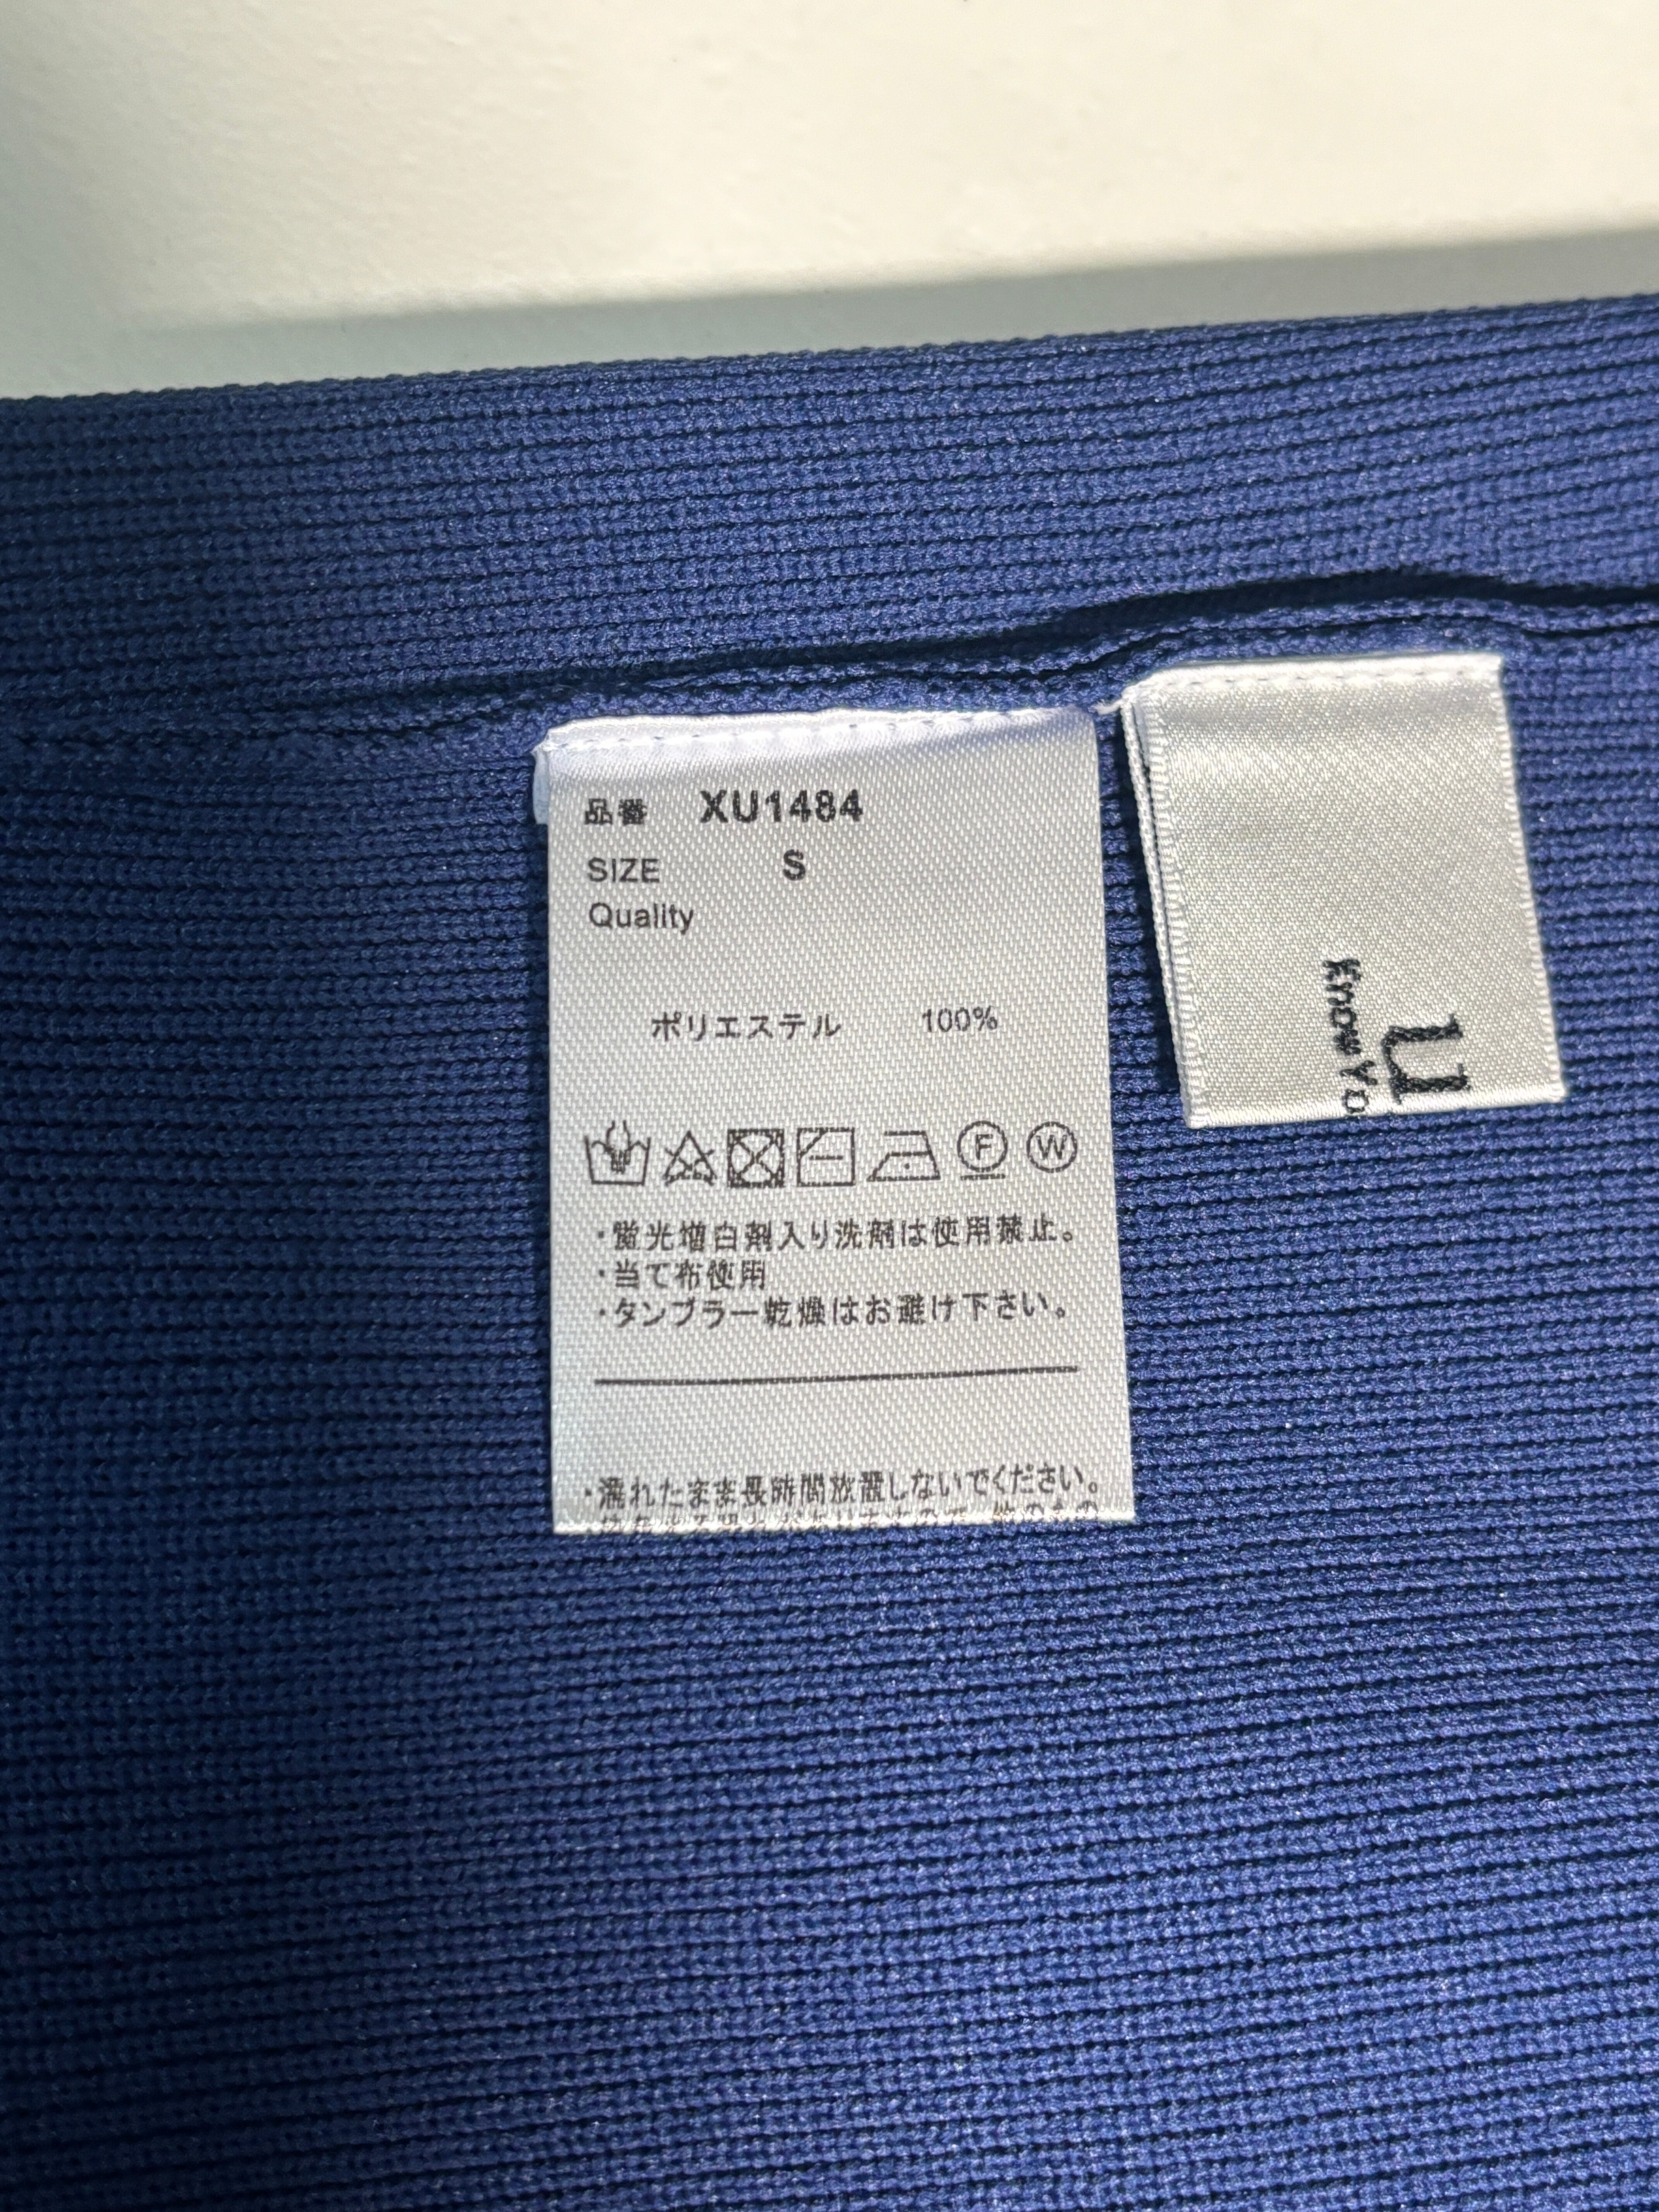 品番 XU1484
SIZE S
Quality
ポリエステル 100%
F W
・蛍光増白剤入り洗剤は使用禁止。
・当て布使用
・タンブラー乾燥はお避け下さい。
・濡れたまま長時間放置しないでください。
U
Know Yo